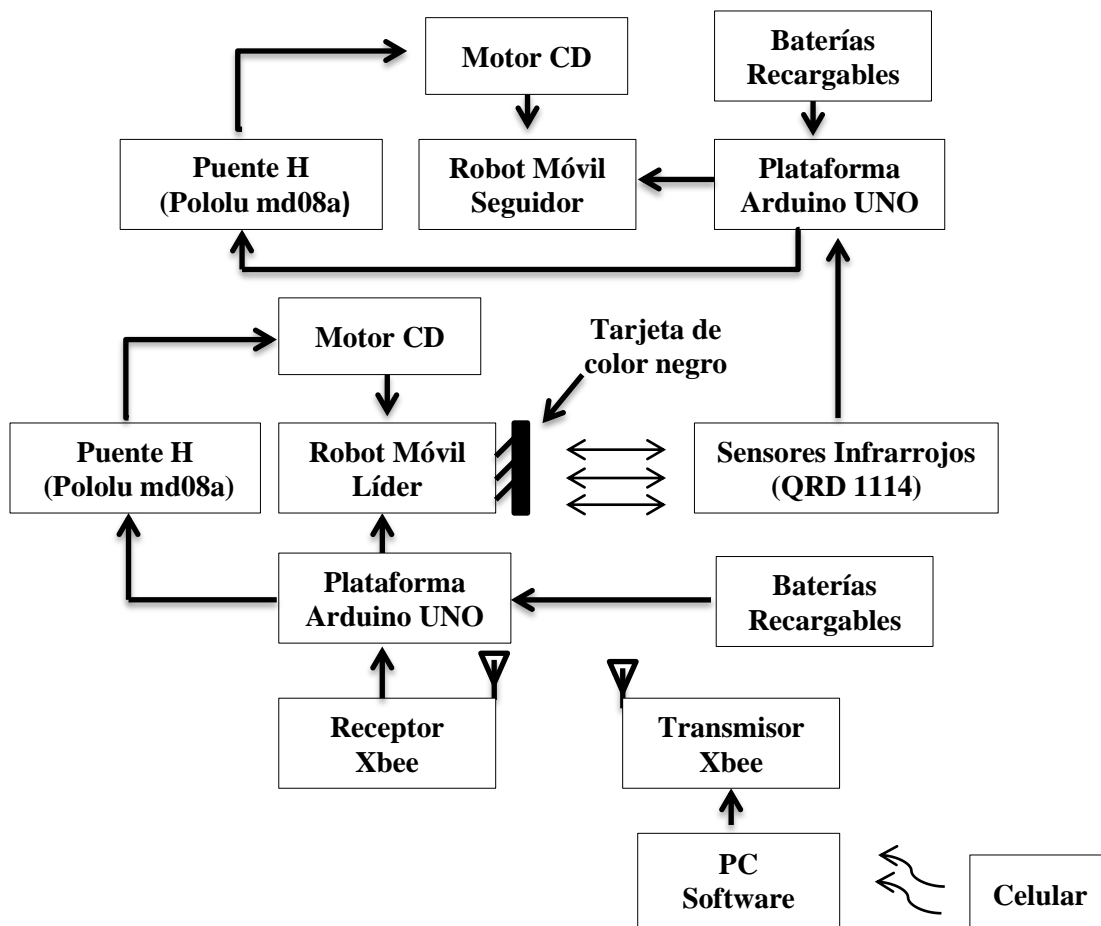 Motor CD
Baterías
Recargables
Puente H
(Pololu md08a)
Robot Móvil
Seguidor
Plataforma
Arduino UNO
Motor CD
Tarjeta de
color negro
Puente H
(Pololu md08a)
Robot Móvil
Líder
Sensores Infrarrojos
(QRD 1114)
Plataforma
Arduino UNO
Baterías
Recargables
Receptor
Xbee
Transmisor
Xbee
PC
Software
Celular